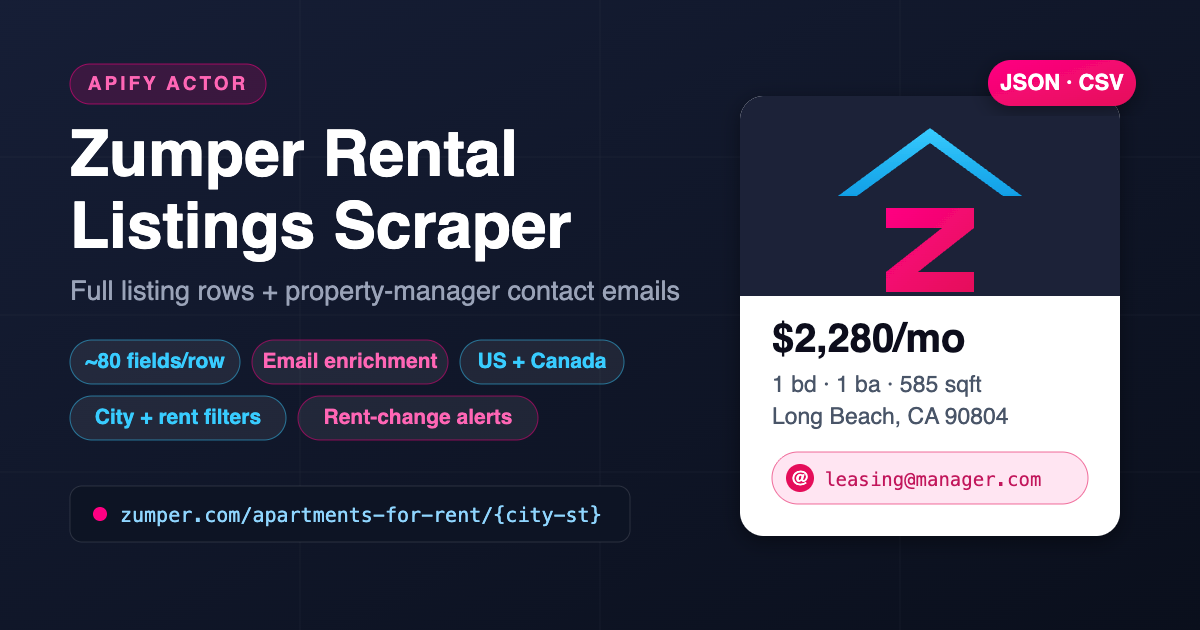 APIFY ACTOR
Zumper Rental
Listings Scraper
Full listing rows + property-manager contact emails
~80 fields/row
Email enrichment
US + Canada
City + rent filters
Rent-change alerts
zumper.com/apartments-for-rent/{city-st}
JSON · CSV
Z
$2,280/mo
1 bd · 1 ba · 585 sqft
Long Beach, CA 90804
@ leasing@manager.com